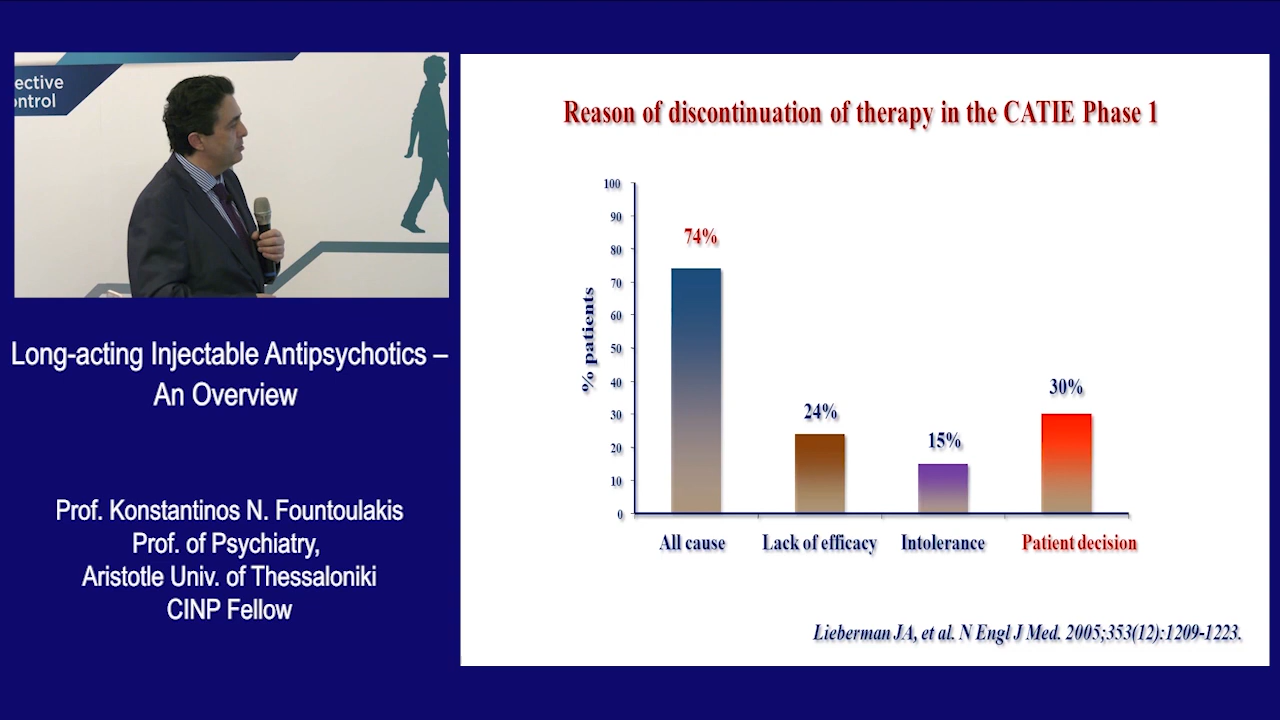 ective
ontrol
Long-acting Injectable Antipsychotics –
An Overview
Prof. Konstantinos N. Fountoulakis
Prof. of Psychiatry,
Aristotle Univ. of Thessaloniki
CINP Fellow
Reason of discontinuation of therapy in the CATIE Phase 1
% patients
100
90
80
70
60
50
40
30
20
10
0
74%
24%
15%
30%
All cause
Lack of efficacy
Intolerance
Patient decision
Lieberman JA, et al. N Engl J Med. 2005;353(12):1209-1223.